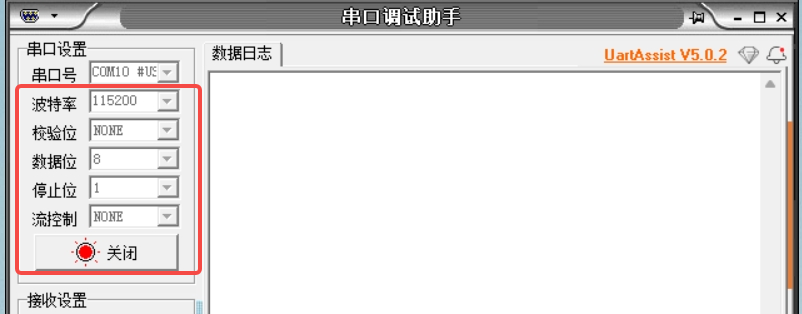 串口调试助手
串口设置
串口号 COM10 #US
波特率 115200
校验位 NONE
数据位 8
停止位 1
流控制 NONE
关闭
接收设置
数据日志
UartAssist V5.0.2